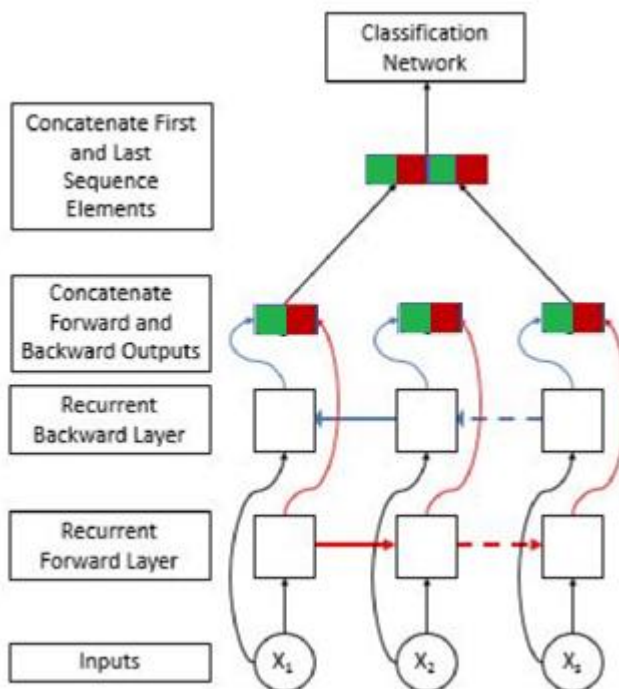 Classification
Network
Concatenate First
and Last
Sequence
Elements
Concatenate
Forward and
Backward Outputs
Recurrent
Backward Layer
Recurrent
Forward Layer
Inputs
X₁
X₂
Xₛ